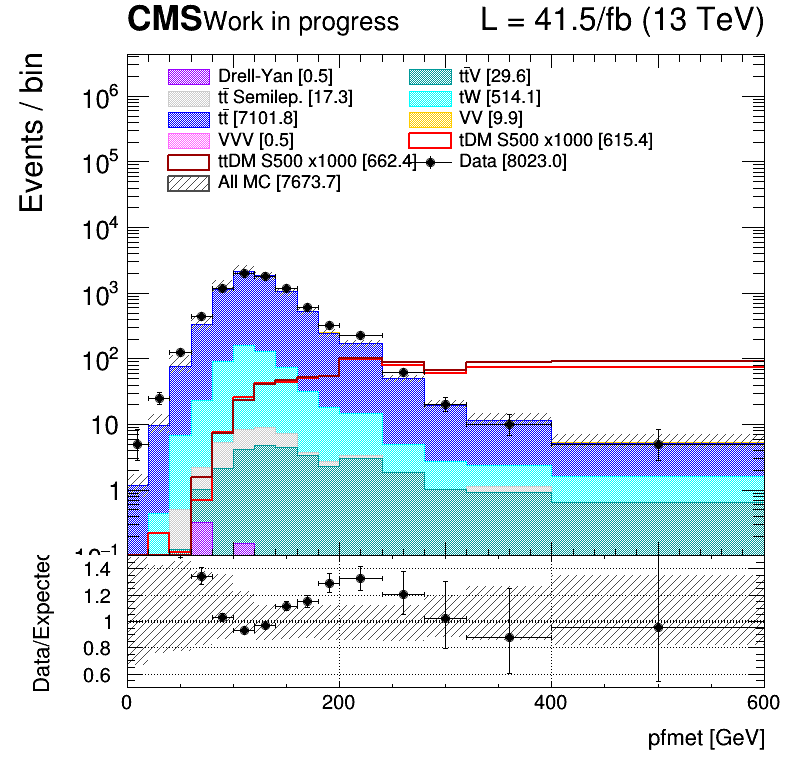 CMS Work in progress L = 41.5/fb (13 TeV)
Drell-Yan [0.5] tt̄V [29.6]
tt̄ Semilep. [17.3] tW [514.1]
tt̄ [7101.8] VV [9.9]
VVV [0.5] tDM S500 x1000 [615.4]
ttDM S500 x1000 [662.4] Data [8023.0]
All MC [7673.7]
Events / bin
10⁶
10⁵
10⁴
10³
10²
10
1
10⁻¹
Data/Expected
1.4
1.2
1
0.8
0.6
0 200 400 600
pfmet [GeV]